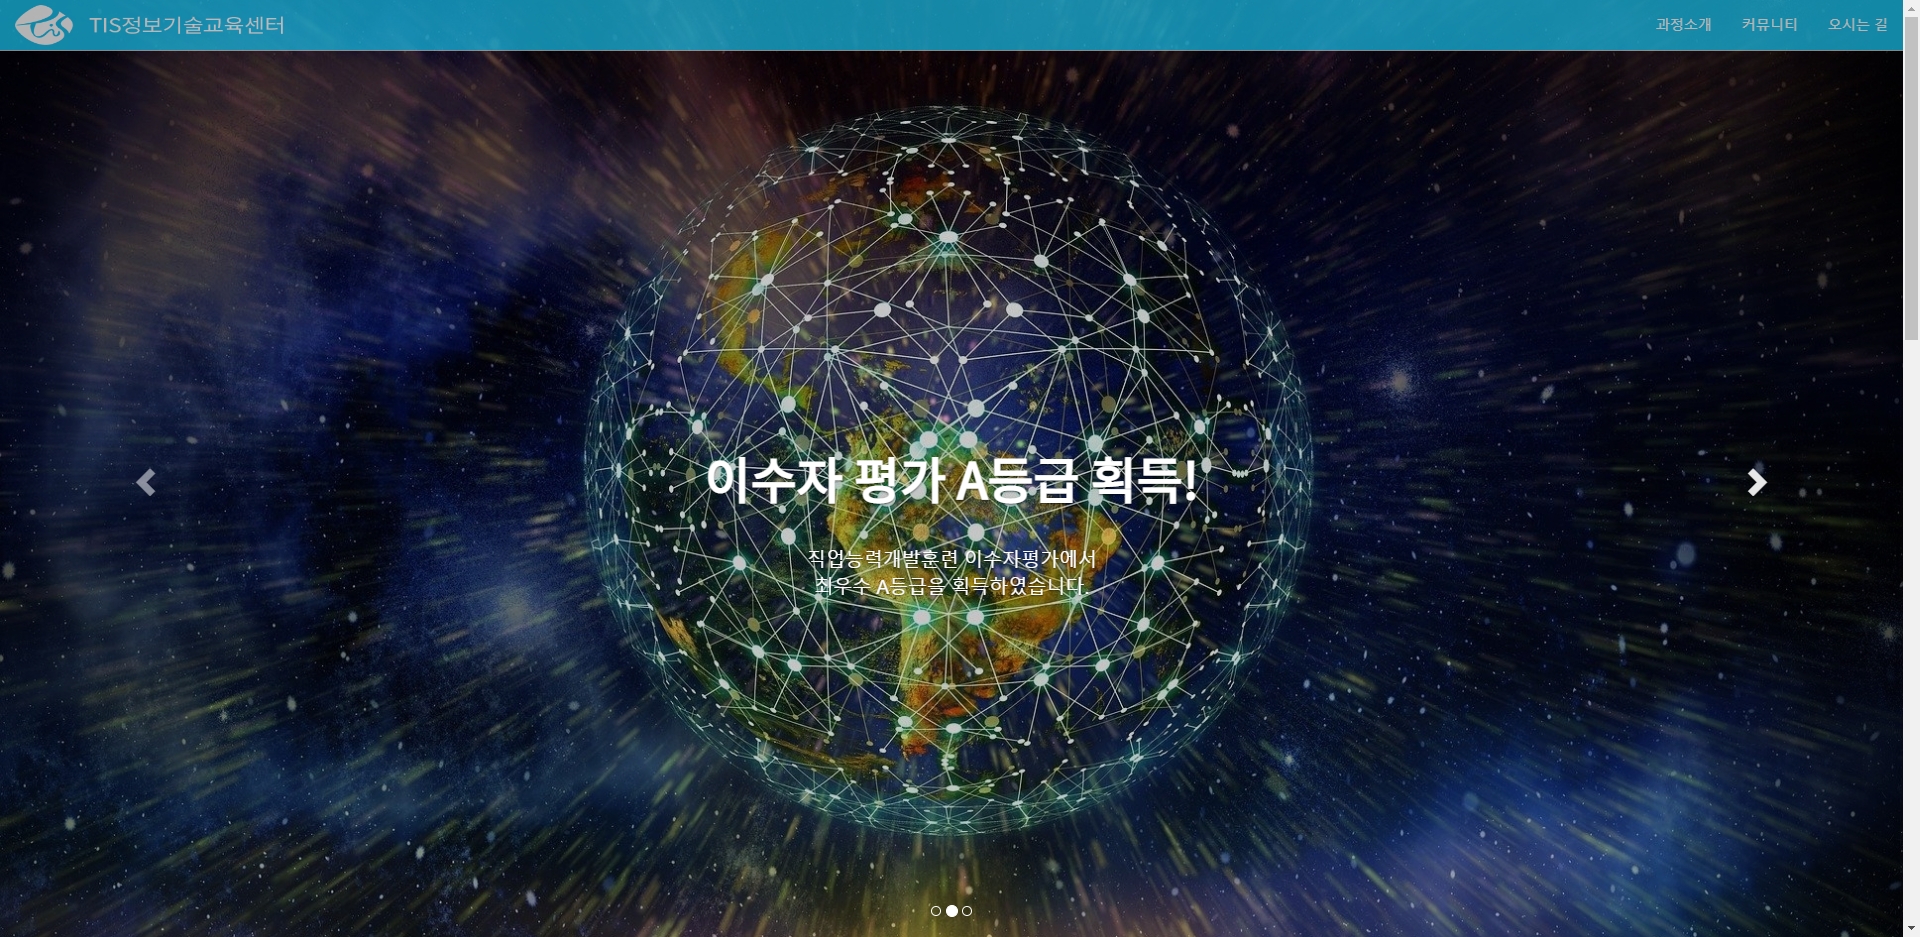 TIS정보기술교육센터
과정소개
커뮤니티
오시는 길
이수자 평가 A등급 획득!
직업능력개발훈련 이수자평가에서
최우수 A등급을 획득하였습니다.